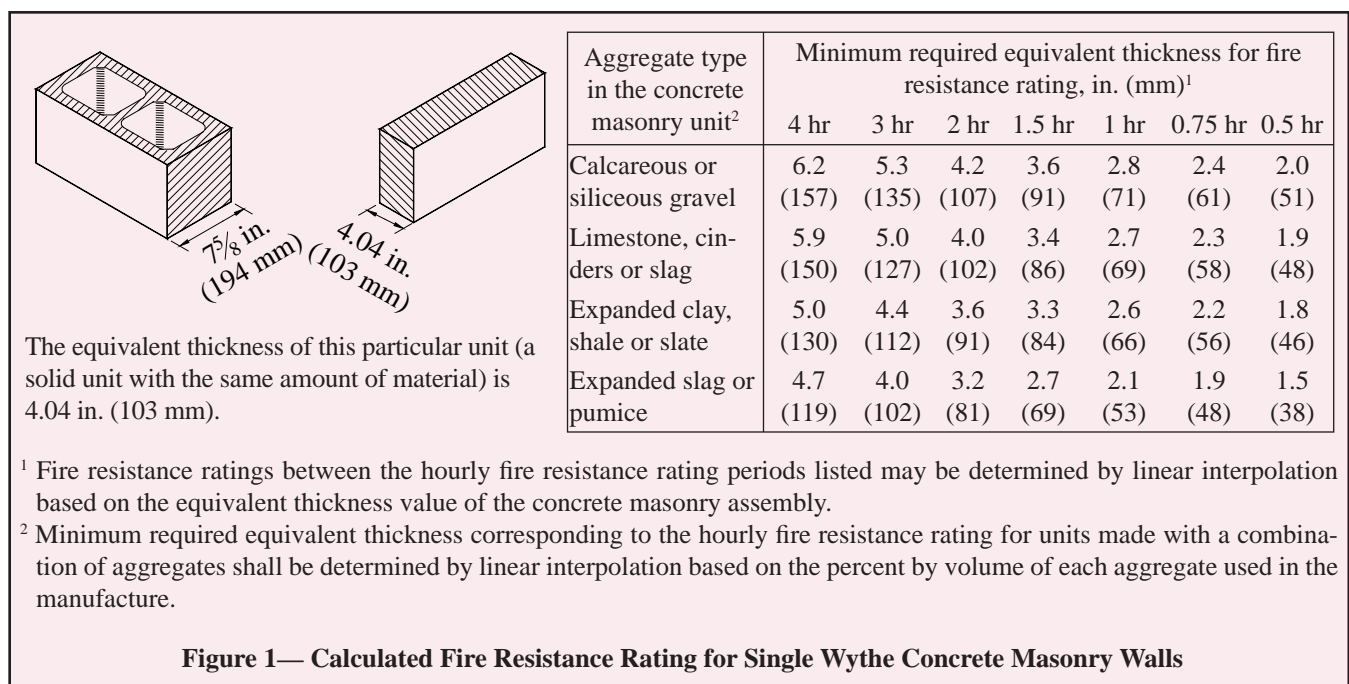 7⅝ in.
(194 mm)
4.04 in.
(103 mm)
The equivalent thickness of this particular unit (a
solid unit with the same amount of material) is
4.04 in. (103 mm).
Aggregate type
in the concrete
masonry unit²
Minimum required equivalent thickness for fire
resistance rating, in. (mm)¹
4 hr 3 hr 2 hr 1.5 hr 1 hr 0.75 hr 0.5 hr
Calcareous or 6.2 5.3 4.2 3.6 2.8 2.4 2.0
siliceous gravel (157) (135) (107) (91) (71) (61) (51)
Limestone, cin- 5.9 5.0 4.0 3.4 2.7 2.3 1.9
ders or slag (150) (127) (102) (86) (69) (58) (48)
Expanded clay, 5.0 4.4 3.6 3.3 2.6 2.2 1.8
shale or slate (130) (112) (91) (84) (66) (56) (46)
Expanded slag or 4.7 4.0 3.2 2.7 2.1 1.9 1.5
pumice (119) (102) (81) (69) (53) (48) (38)
¹ Fire resistance ratings between the hourly fire resistance rating periods listed may be determined by linear interpolation
based on the equivalent thickness value of the concrete masonry assembly.
² Minimum required equivalent thickness corresponding to the hourly fire resistance rating for units made with a combina-
tion of aggregates shall be determined by linear interpolation based on the percent by volume of each aggregate used in the
manufacture.
Figure 1— Calculated Fire Resistance Rating for Single Wythe Concrete Masonry Walls